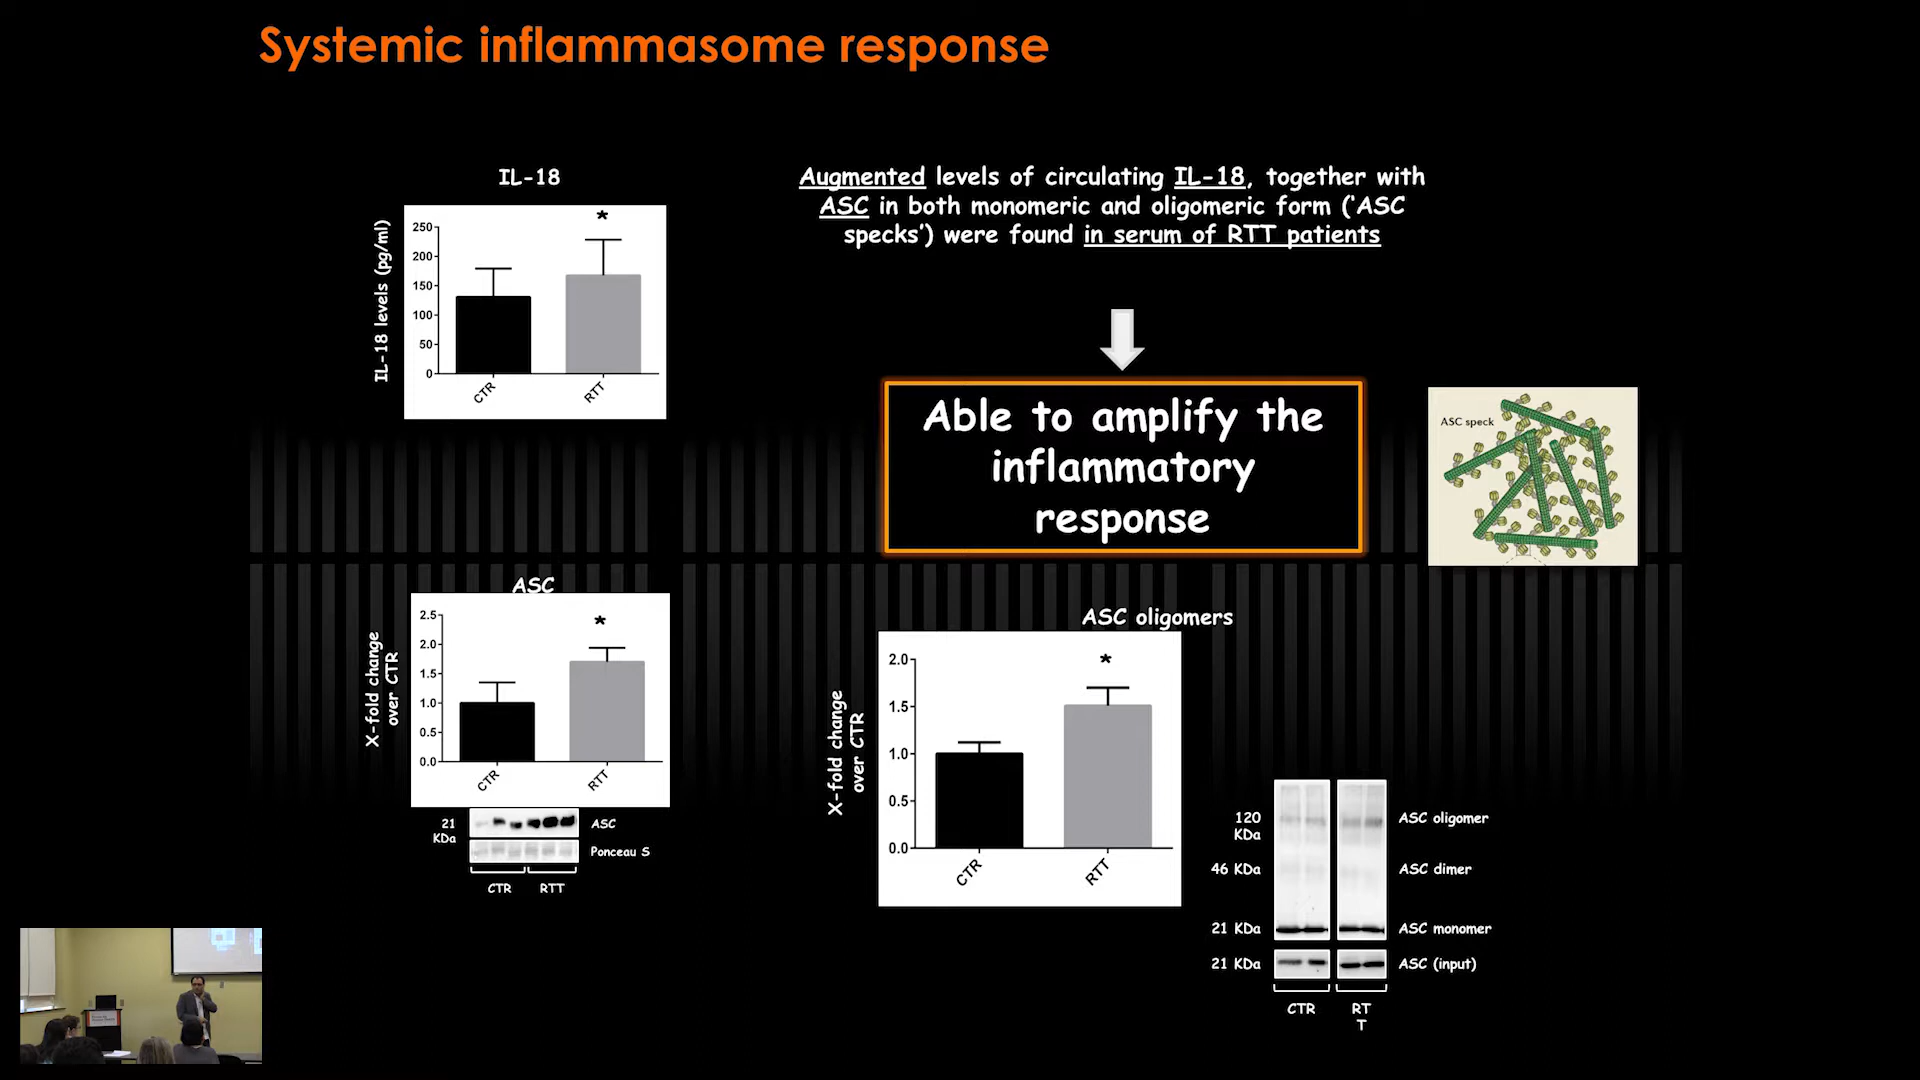 Systemic inflammasome response
IL-18
IL-18 levels (pg/ml)
250
200
150
100
50
0
*
CTR
RTT
Augmented levels of circulating IL-18, together with
ASC in both monomeric and oligomeric form ('ASC
specks') were found in serum of RTT patients
Able to amplify the
inflammatory
response
ASC speck
ASC
X-fold change
over CTR
2.5
2.0
1.5
1.0
0.5
0.0
*
CTR
RTT
21
KDa
ASC
Ponceau S
CTR
RTT
ASC oligomers
X-fold change
over CTR
2.0
1.5
1.0
0.5
0.0
*
CTR
RTT
120
KDa
ASC oligomer
46 KDa
ASC dimer
21 KDa
ASC monomer
21 KDa
ASC (input)
CTR
RT
T